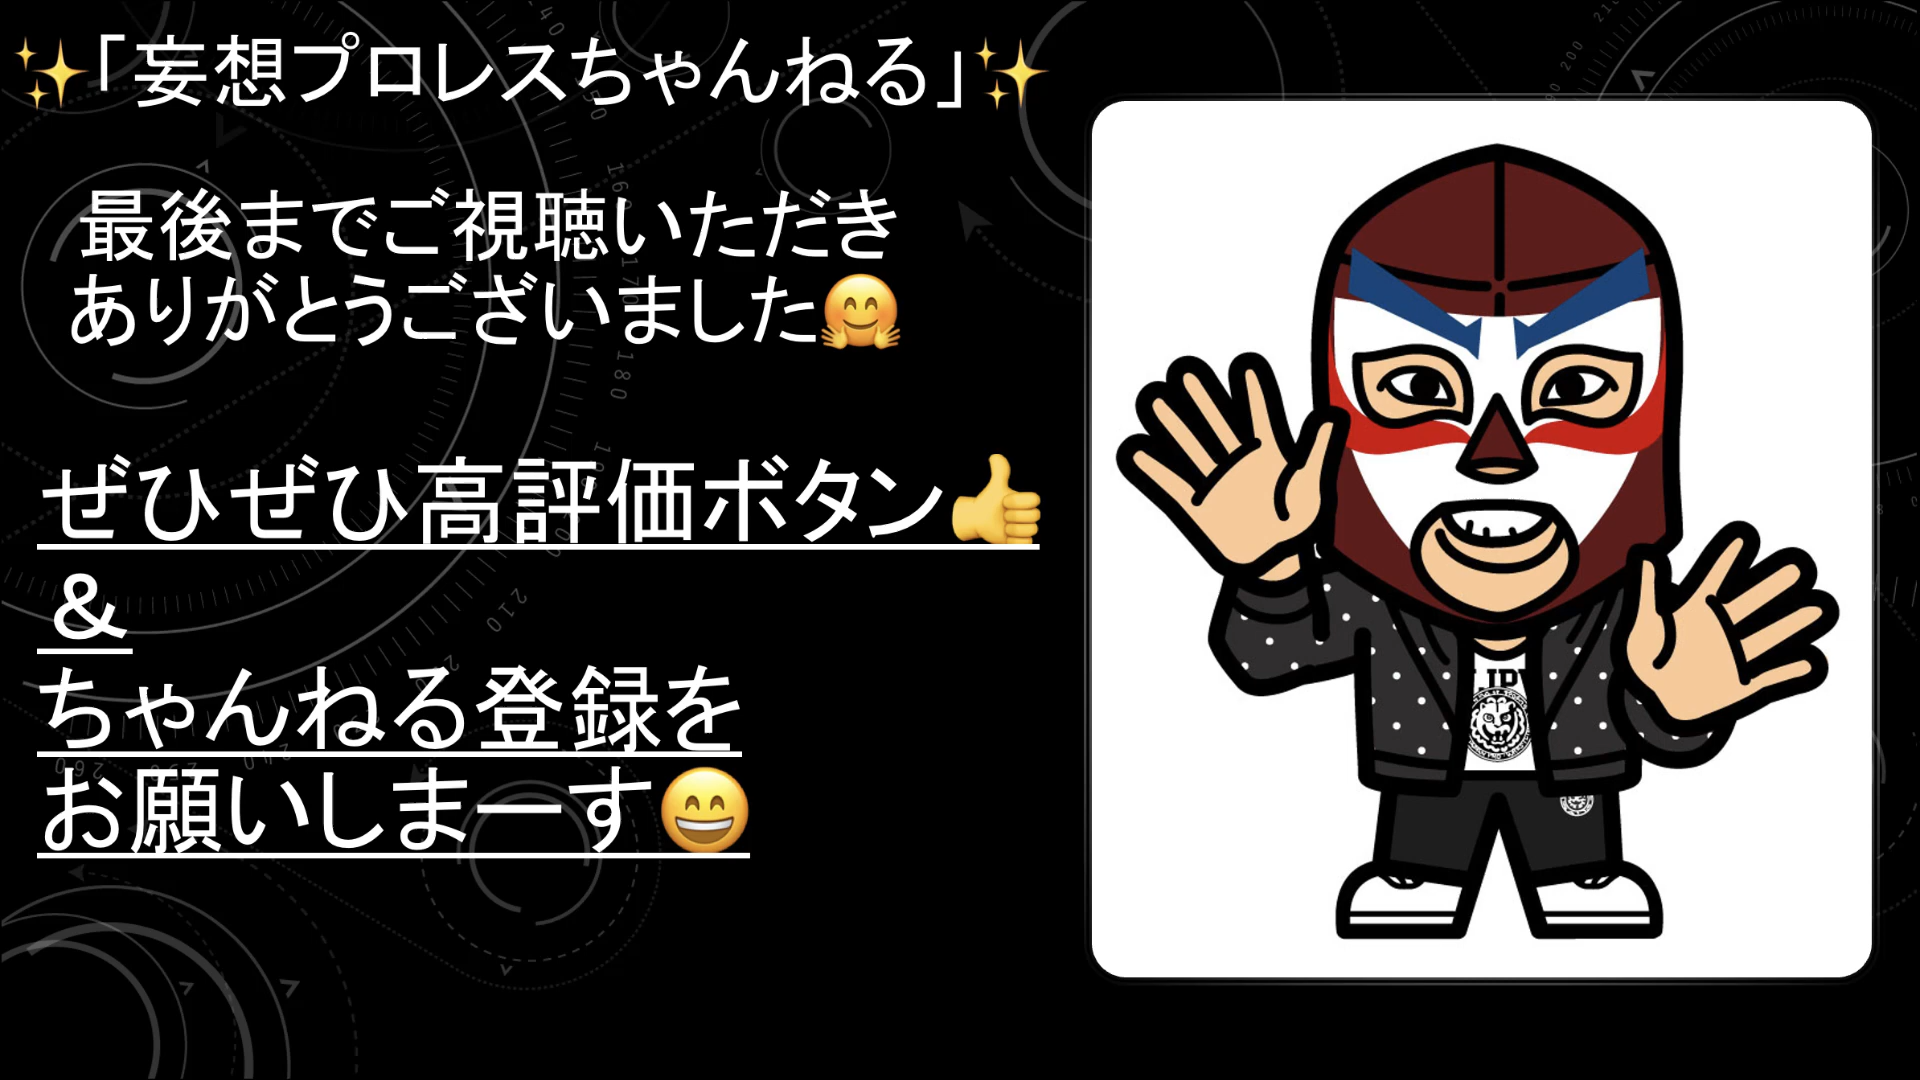 ✨「妄想プロレスちゃんねる」✨
最後までご視聴いただき
ありがとうございました🤗
ぜひぜひ高評価ボタン👍
&
ちゃんねる登録を
お願いしまーす😄